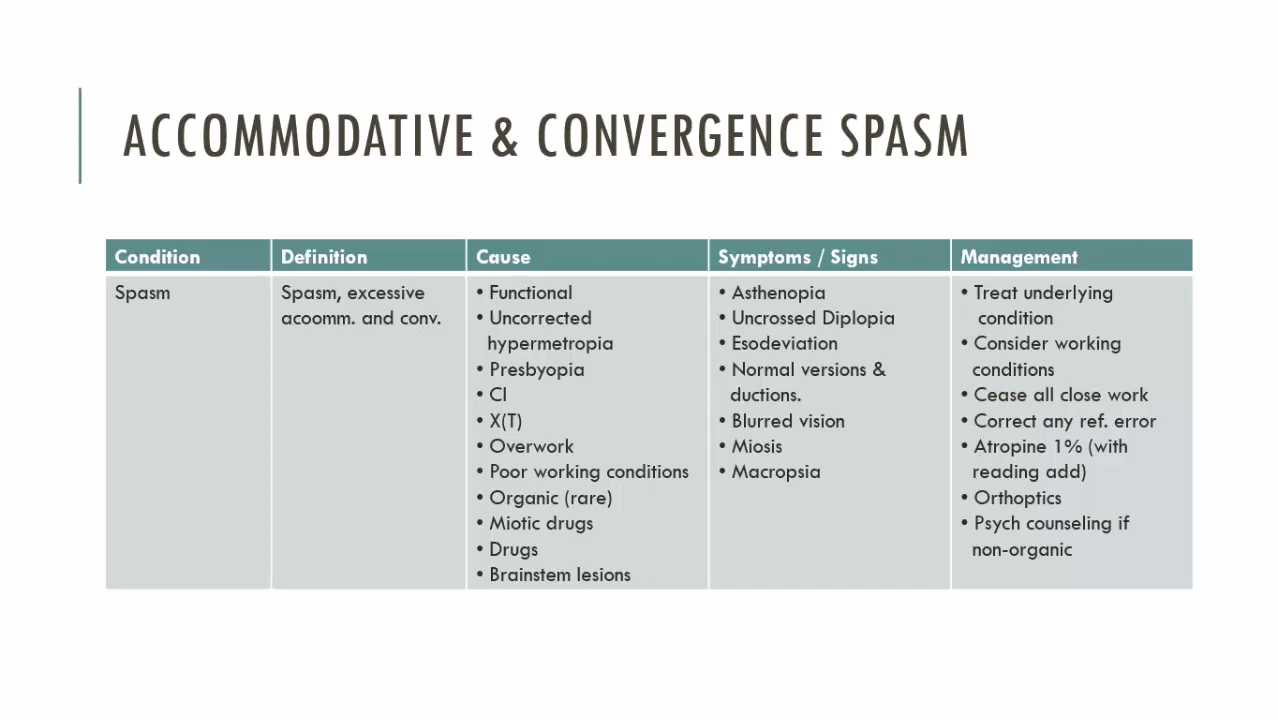 ACCOMMODATIVE & CONVERGENCE SPASM
Condition
Definition
Cause
Symptoms / Signs
Management
Spasm
Spasm, excessive
acoomm. and conv.
• Functional
• Uncorrected
hypermetropia
• Presbyopia
• CI
• X(T)
• Overwork
• Poor working conditions
• Organic (rare)
• Miotic drugs
• Drugs
• Brainstem lesions
• Asthenopia
• Uncrossed Diplopia
• Esodeviation
• Normal versions &
ductions.
• Blurred vision
• Miosis
• Macropsia
• Treat underlying
condition
• Consider working
conditions
• Cease all close work
• Correct any ref. error
• Atropine 1% (with
reading add)
• Orthoptics
• Psych counseling if
non-organic